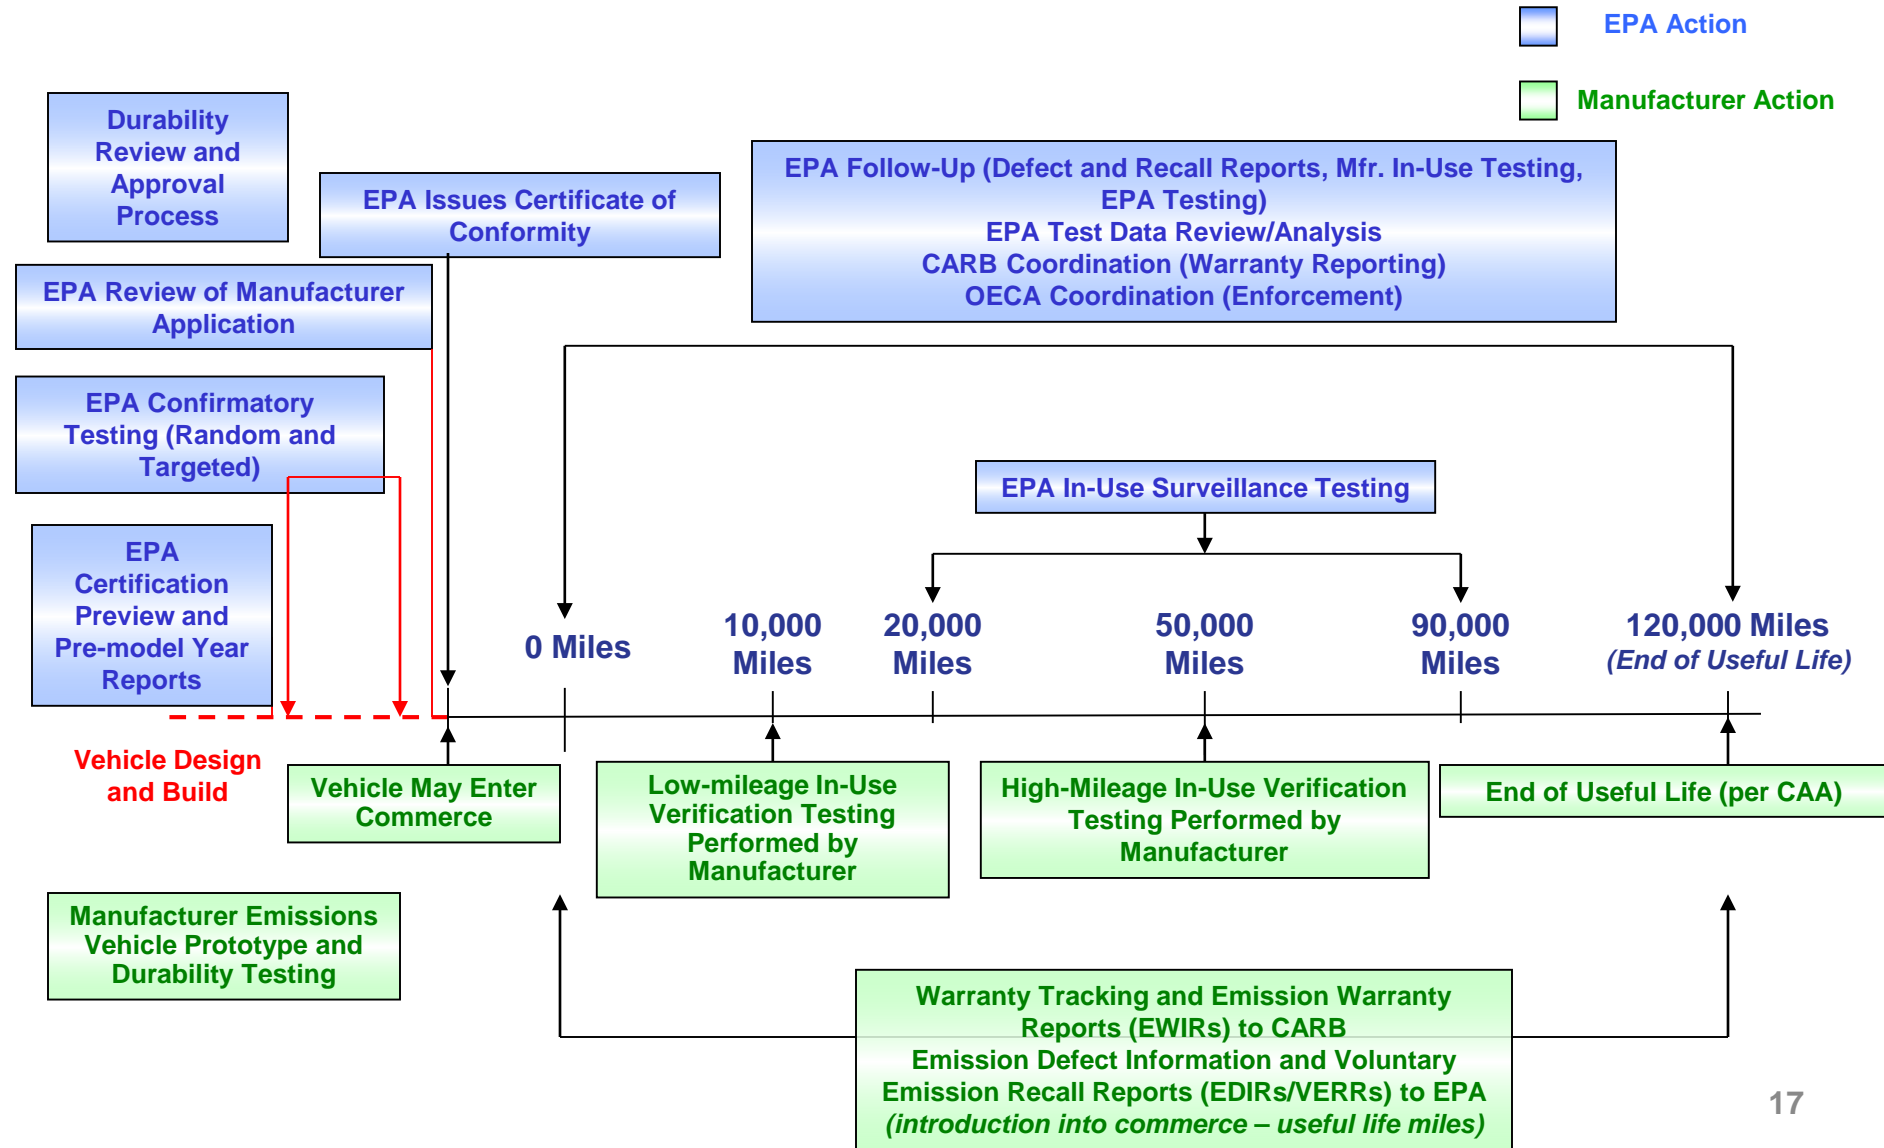 EPA Action
Manufacturer Action
Durability
Review and
Approval
Process
EPA Issues Certificate of
Conformity
EPA Follow-Up (Defect and Recall Reports, Mfr. In-Use Testing,
EPA Testing)
EPA Test Data Review/Analysis
CARB Coordination (Warranty Reporting)
OECA Coordination (Enforcement)
EPA Review of Manufacturer
Application
EPA Confirmatory
Testing (Random and
Targeted)
EPA In-Use Surveillance Testing
EPA
Certification
Preview and
Pre-model Year
Reports
0 Miles
10,000
Miles
20,000
Miles
50,000
Miles
90,000
Miles
120,000 Miles
(End of Useful Life)
Vehicle Design
and Build
Vehicle May Enter
Commerce
Low-mileage In-Use
Verification Testing
Performed by
Manufacturer
High-Mileage In-Use Verification
Testing Performed by
Manufacturer
End of Useful Life (per CAA)
Manufacturer Emissions
Vehicle Prototype and
Durability Testing
Warranty Tracking and Emission Warranty
Reports (EWIRs) to CARB
Emission Defect Information and Voluntary
Emission Recall Reports (EDIRs/VERRs) to EPA
(introduction into commerce – useful life miles)
17